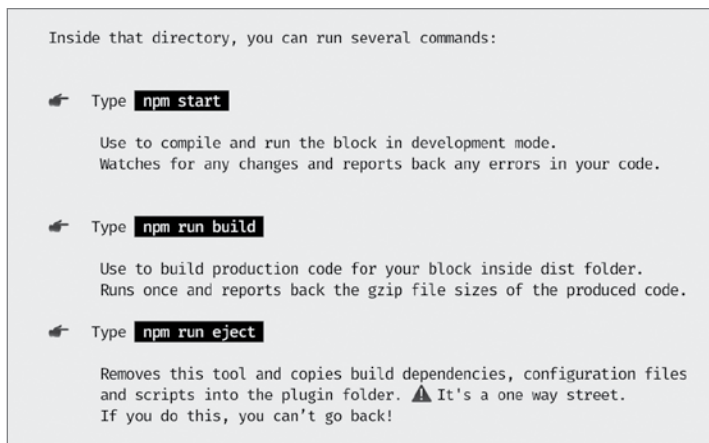 Inside that directory, you can run several commands:
Type npm start
Use to compile and run the block in development mode.
Watches for any changes and reports back any errors in your code.
Type npm run build
Use to build production code for your block inside dist folder.
Runs once and reports back the gzip file sizes of the produced code.
Type npm run eject
Removes this tool and copies build dependencies, configuration files
and scripts into the plugin folder. ⚠ It's a one way street.
If you do this, you can’t go back!